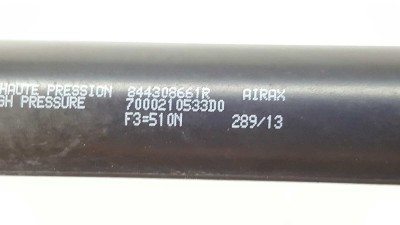 HAUTE PRESSION 844308661R AIRAX
GH PRESSURE 7000210533D0
F3=510N 289/13